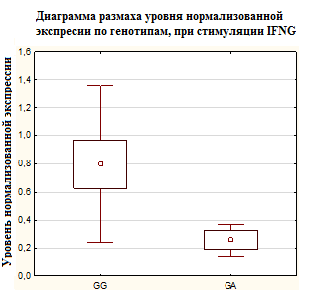 Диаграмма размаха уровня нормализованной
экспресии по генотипам, при стимуляции IFNG
Уровень нормализованной экспрессии
1,6
1,4
1,2
1,0
0,8
0,6
0,4
0,2
0,0
GG
GA